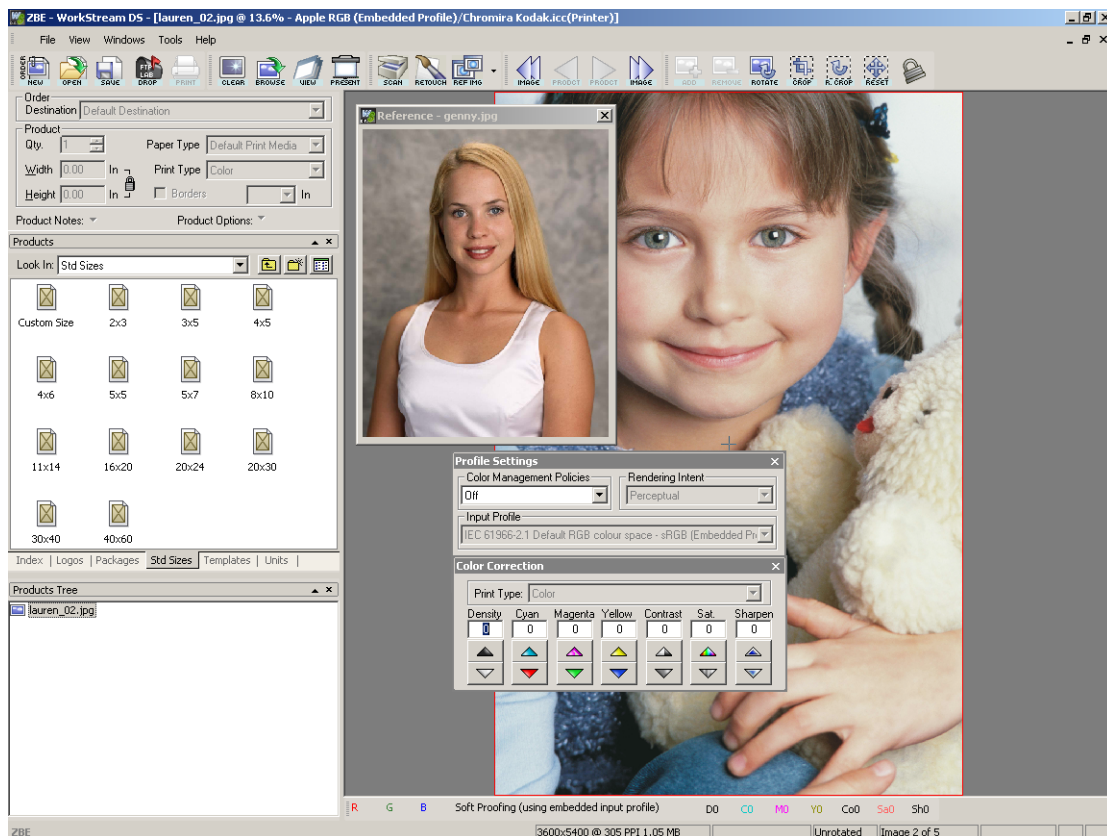 ZBE - WorkStream DS - [lauren_02.jpg @ 13.6% - Apple RGB (Embedded Profile)/Chromira Kodak.icc(Printer)]
File View Windows Tools Help
ORDER
NEW OPEN SAVE FTP LAB DROP PRINT CLEAR BROWSE VIEW PRESENT SCAN RETOUCH REF IMG IMAGE PRODCT PRODCT IMAGE ADD REMOVE ROTATE CROP R. CROP RESET
Order
Destination Default Destination
Product
Qty. 1 Paper Type Default Print Media
Width 0.00 In Print Type Color
Height 0.00 In Borders In
Product Notes: Product Options:
Products
Look In: Std Sizes
Custom Size 2x3 3x5 4x5
4x6 5x5 5x7 8x10
11x14 16x20 20x24 20x30
30x40 40x60
Index | Logos | Packages Std Sizes Templates | Units |
Products Tree
lauren_02.jpg
Reference - genny.jpg
Profile Settings
Color Management Policies Rendering Intent
Off Perceptual
Input Profile
IEC 61966-2.1 Default RGB colour space - sRGB (Embedded Pr
Color Correction
Print Type: Color
Density Cyan Magenta Yellow Contrast Sat. Sharpen
0 0 0 0 0 0 0
R G B Soft Proofing (using embedded input profile) D0 C0 M0 Y0 Co0 Sa0 Sh0
ZBE 3600x5400 @ 305 PPI 1.05 MB Unrotated Image 2 of 5